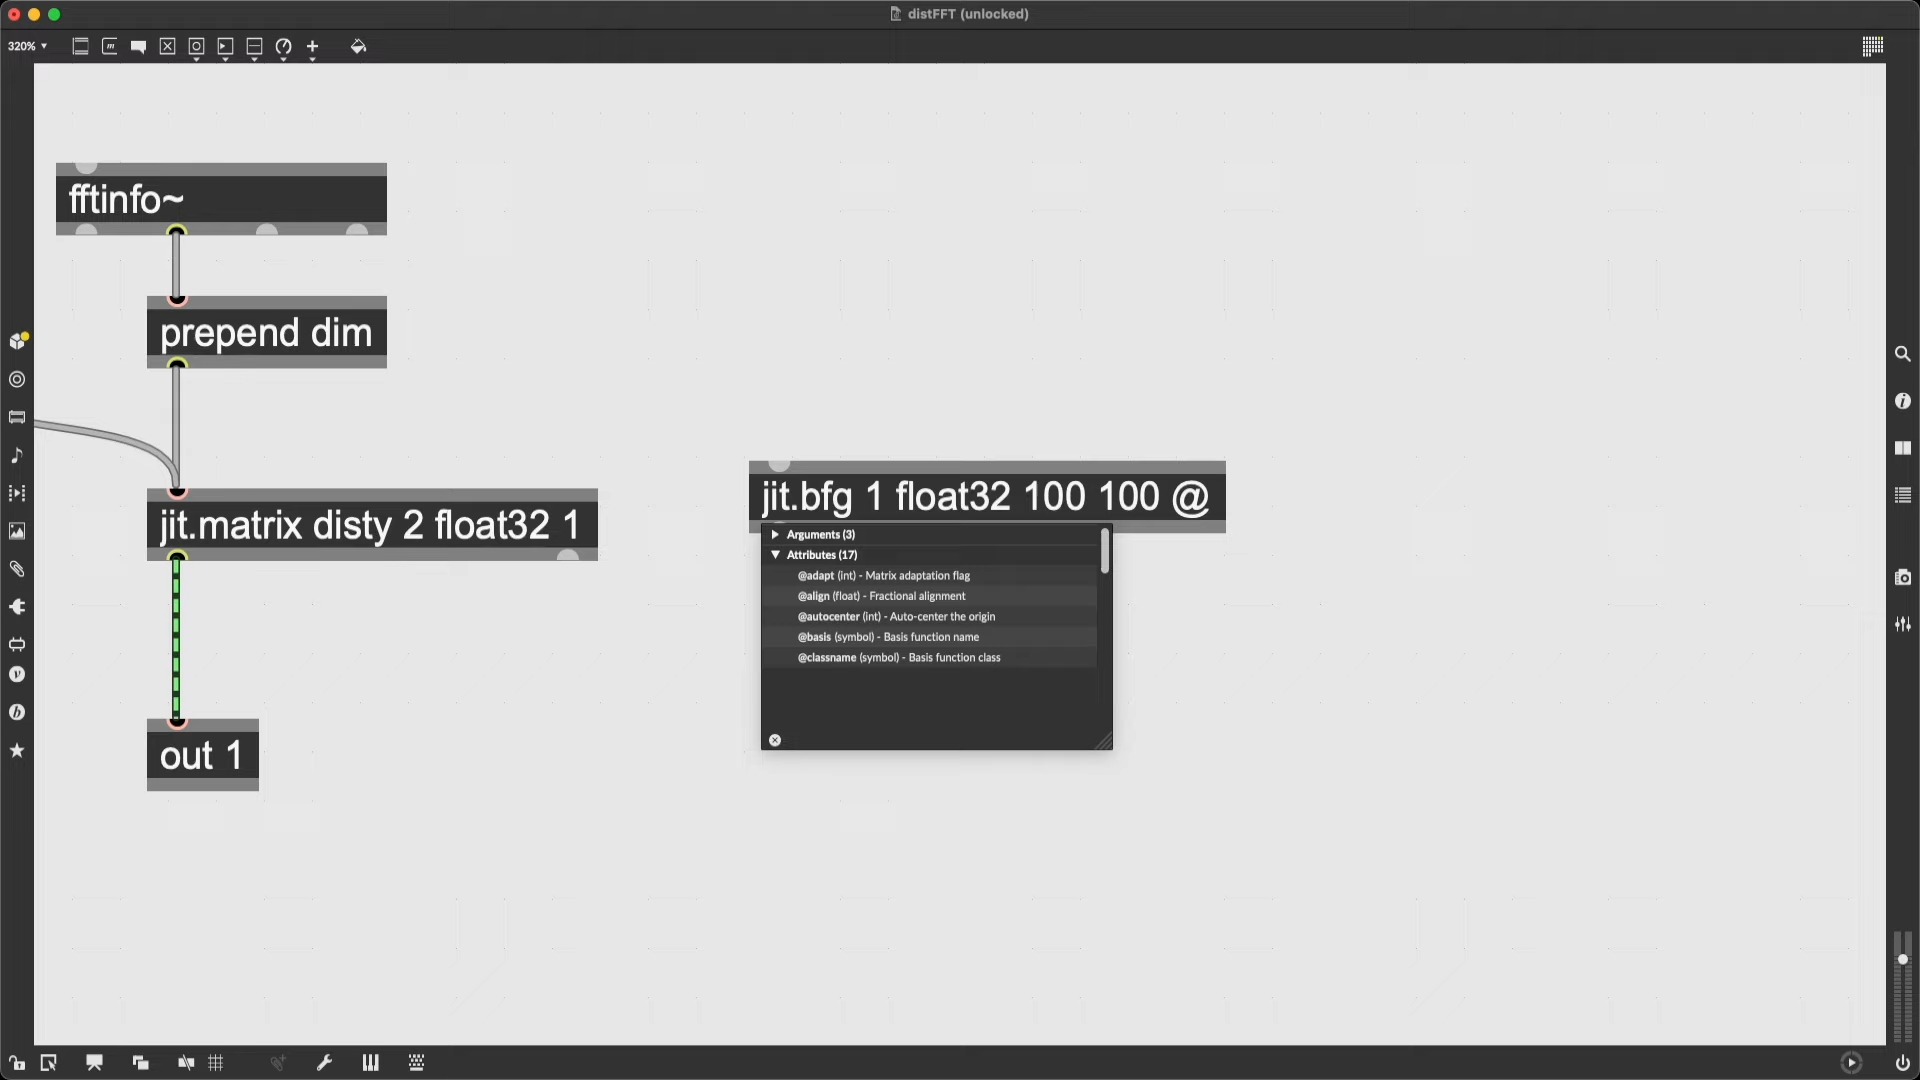 distFFT (unlocked)
320%
fftinfo~
prepend dim
jit.matrix disty 2 float32 1
out 1
jit.bfg 1 float32 100 100 @
Arguments (3)
Attributes (17)
@adapt (int) - Matrix adaptation flag
@align (float) - Fractional alignment
@autocenter (int) - Auto-center the origin
@basis (symbol) - Basis function name
@classname (symbol) - Basis function class